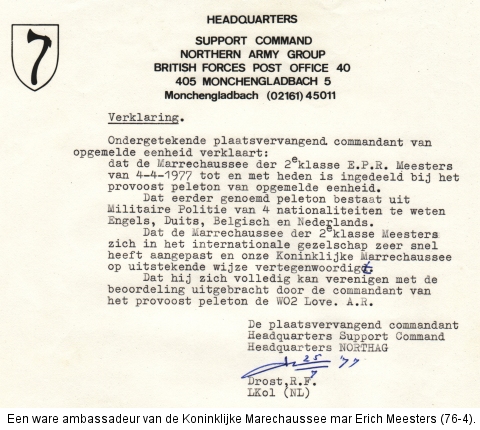 HEADQUARTERS
SUPPORT COMMAND
NORTHERN ARMY GROUP
BRITISH FORCES POST OFFICE 40
405 MONCHENGLADBACH 5
Monchengladbach (02161) 45011
Verklaring.
Ondergetekende plaatsvervangend commandant van
opgemelde eenheid verklaart:
dat de Marrechaussee der 2e klasse E.P.R. Meesters
van 4-4-1977 tot en met heden is ingedeeld bij het
provoost peleton van opgemelde eenheid.
Dat eerder genoemd peleton bestaat uit
Militaire Politie van 4 nationaliteiten te weten
Engels, Duits, Belgisch en Nederlands.
Dat de Marrechaussee der 2e klasse Meesters
zich in het internationale gezelschap zeer snel
heeft aangepast en onze Koninklijke Marrechaussee
op uitstekende wijze vertegenwoordigt
Dat hij zich volledig kan verenigen met de
beoordeling uitgebracht door de commandant van
het provoost peleton de WO2 Love. A.R.
De plaatsvervangend commandant
Headquarters Support Command
Headquarters NORTHAG
25/7 '77
Drost,R.F.
LKol (NL)
Een ware ambassadeur van de Koninklijke Marechaussee mar Erich Meesters (76-4).